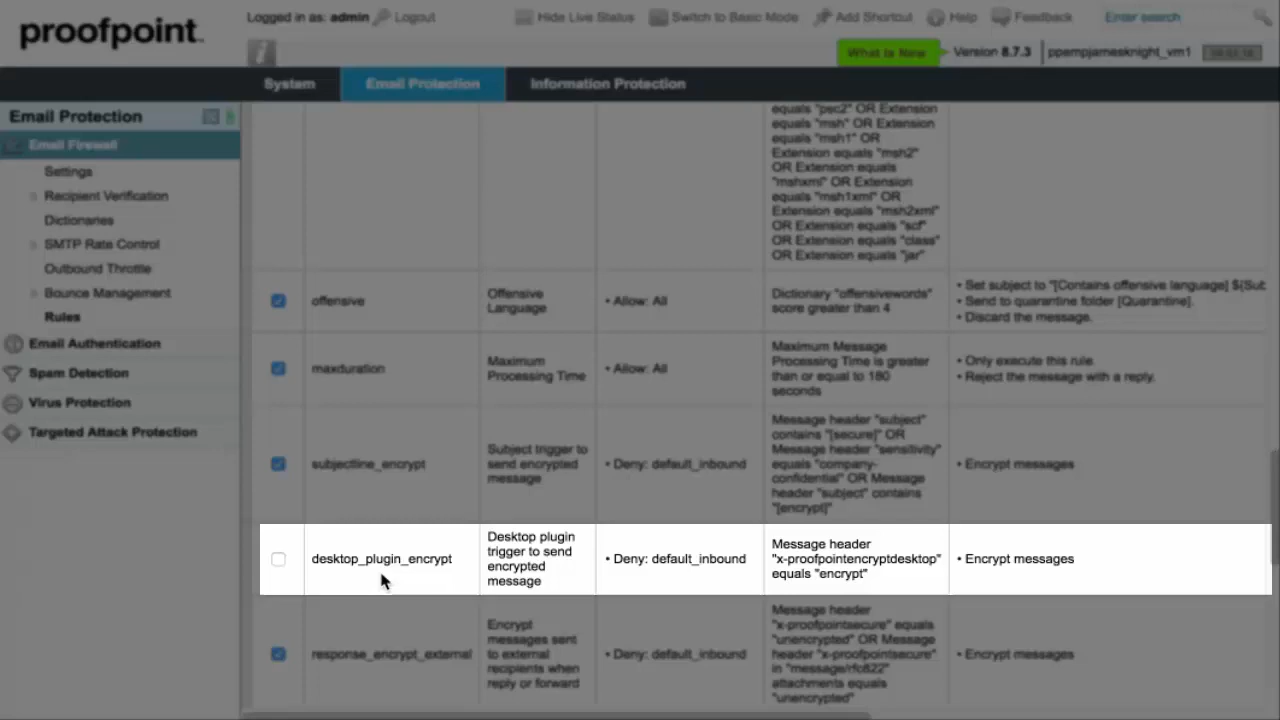 proofpoint
Logged in as: admin
Logout
Hide Live Status
Switch to Basic Mode
Add Shortcut
Help
Feedback
Enter search
What Is New
Version 8.7.3
ppempjamesknight_vm1
System
Email Protection
Information Protection
Email Protection
Email Firewall
Settings
Recipient Verification
Dictionaries
SMTP Rate Control
Outbound Throttle
Bounce Management
Rules
Email Authentication
Spam Detection
Virus Protection
Targeted Attack Protection
equals "psc2" OR Extension
equals "msh" OR Extension
equals "msh1" OR
Extension equals "msh2"
OR Extension equals
"mshxml" OR Extension
equals "msh1xml" OR
Extension equals "msh2xml"
OR Extension equals "scf"
OR Extension equals "class"
OR Extension equals "jar"
offensive
Offensive
Language
• Allow: All
Dictionary "offensivewords"
score greater than 4
• Set subject to "[Contains offensive language] ${Sub
• Send to quarantine folder [Quarantine].
• Discard the message.
maxduration
Maximum
Processing Time
• Allow: All
Maximum Message
Processing Time is greater
than or equal to 180
seconds
• Only execute this rule.
• Reject the message with a reply.
subjectline_encrypt
Subject trigger to
send encrypted
message
• Deny: default_inbound
Message header "subject"
contains "[secure]" OR
Message header "sensitivity"
equals "company-
confidential" OR Message
header "subject" contains
"[encrypt]"
• Encrypt messages
desktop_plugin_encrypt
Desktop plugin
trigger to send
encrypted
message
• Deny: default_inbound
Message header
"x-proofpointencryptdesktop"
equals "encrypt"
• Encrypt messages
response_encrypt_external
Encrypt
messages sent
to external
recipients when
reply or forward
• Deny: default_inbound
Message header
"x-proofpointsecure" equals
"unencrypted" OR Message
header "x-proofpointsecure"
in "message/rfc822"
attachments equals
"unencrypted"
• Encrypt messages